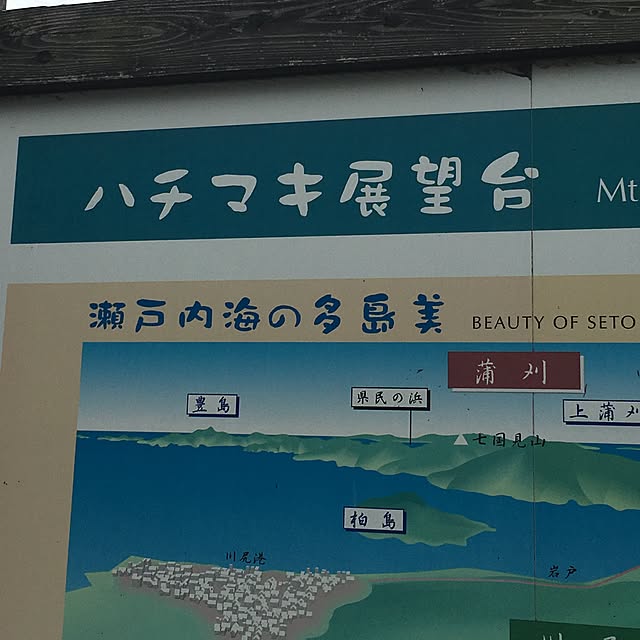 ハチマキ展望台 Mt
瀬戸内海の多島美 BEAUTY OF SETO
蒲刈
豊島
県民の浜
上蒲刈
七国見山
柏島
川尻港
岩戸